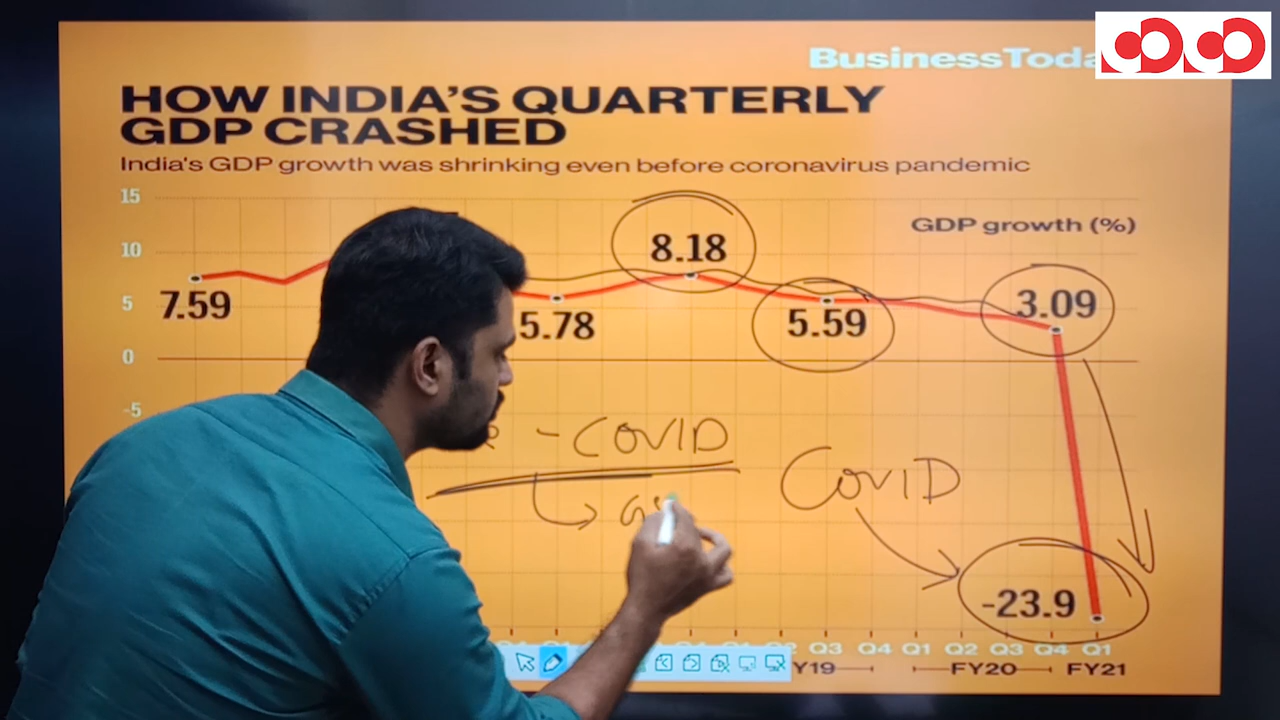 BusinessToda
HOW INDIA'S QUARTERLY
GDP CRASHED
India's GDP growth was shrinking even before coronavirus pandemic
15
GDP growth (%)
10
8.18
5
7.59
5.78
5.59
3.09
0
-5
-COVID
COVID
-23.9
Q3 Q4 Q1 Q2 Q3 Q4 Q1
Y19 FY20 FY21